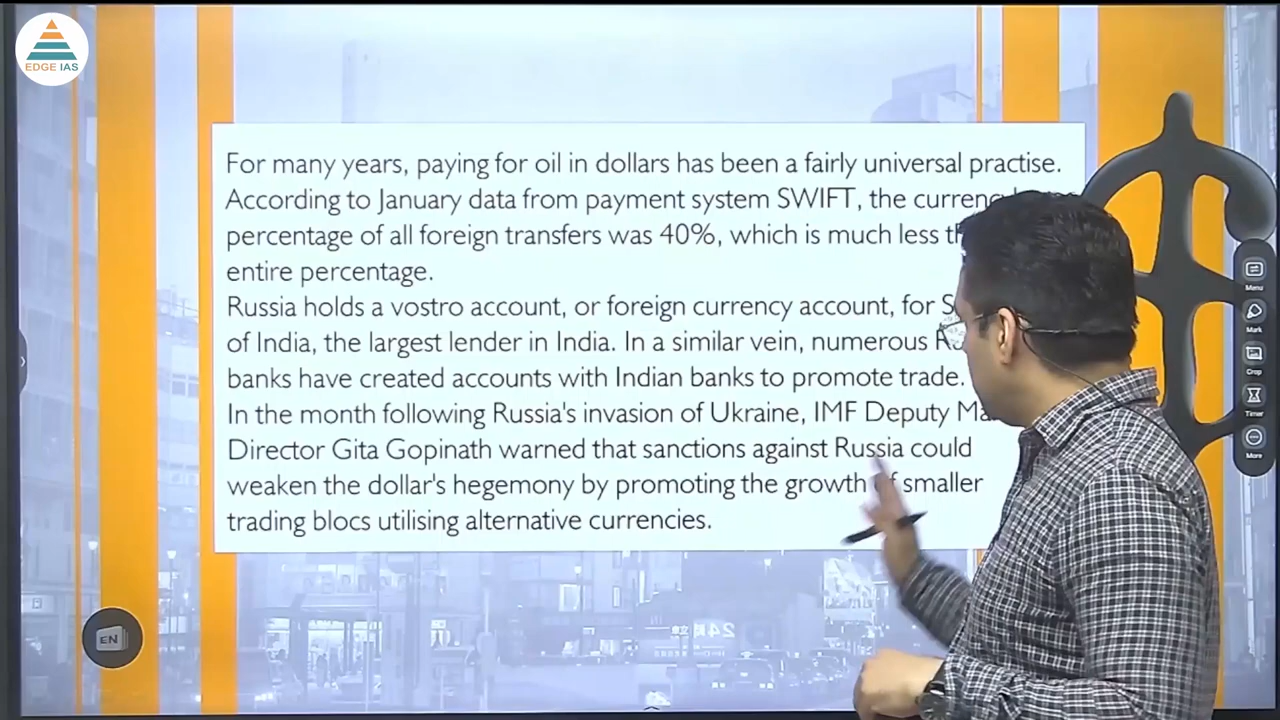 EDGE IAS
For many years, paying for oil in dollars has been a fairly universal practise.
According to January data from payment system SWIFT, the
percentage of all foreign transfers was 40%, which is much less
entire percentage.
Russia holds a vostro account, or foreign currency account, for
of India, the largest lender in India. In a similar vein, numerous
banks have created accounts with Indian banks to promote trade.
In the month following Russia's invasion of Ukraine, IMF Deputy
Director Gita Gopinath warned that sanctions against Russia could
weaken the dollar's hegemony by promoting the growth of smaller
trading blocs utilising alternative currencies.
Menu
Mark
Crop
Timer
More
EN